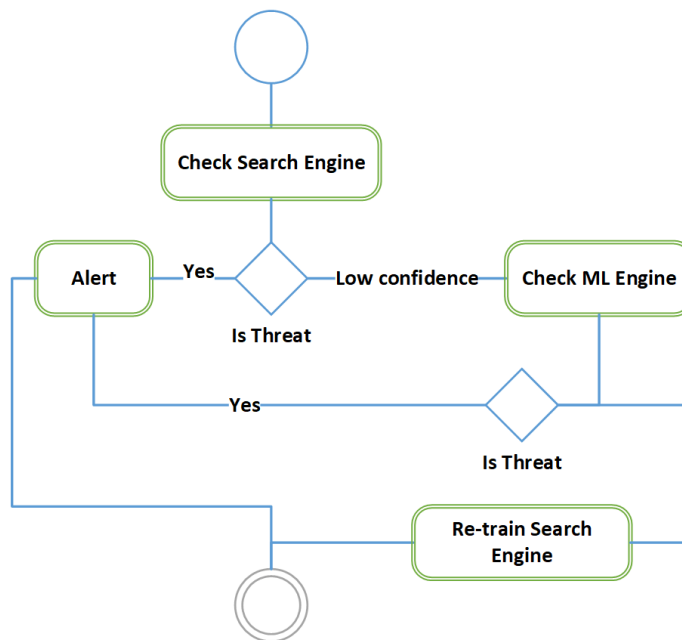 Check Search Engine
Alert
Yes
Low confidence
Check ML Engine
Is Threat
Yes
Is Threat
Re-train Search
Engine